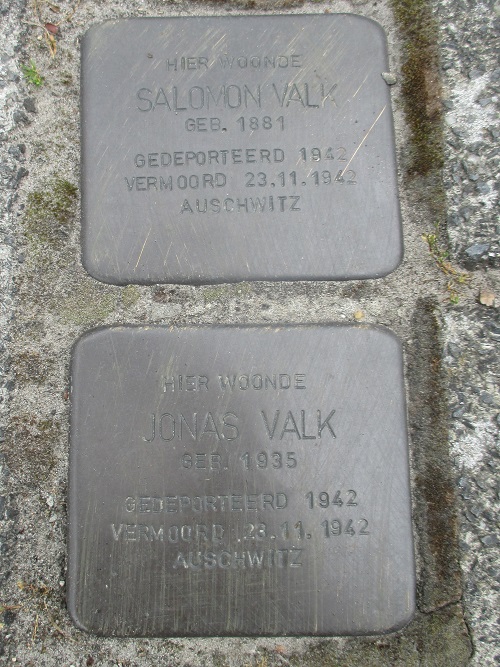 HIER WOONDE
SALOMON VALK
GEB. 1881
GEDEPORTEERD 1942
VERMOORD 23.11.1942
AUSCHWITZ
HIER WOONDE
JONAS VALK
GEB. 1935
GEDEPORTEERD 1942
VERMOORD 23.11.1942
AUSCHWITZ